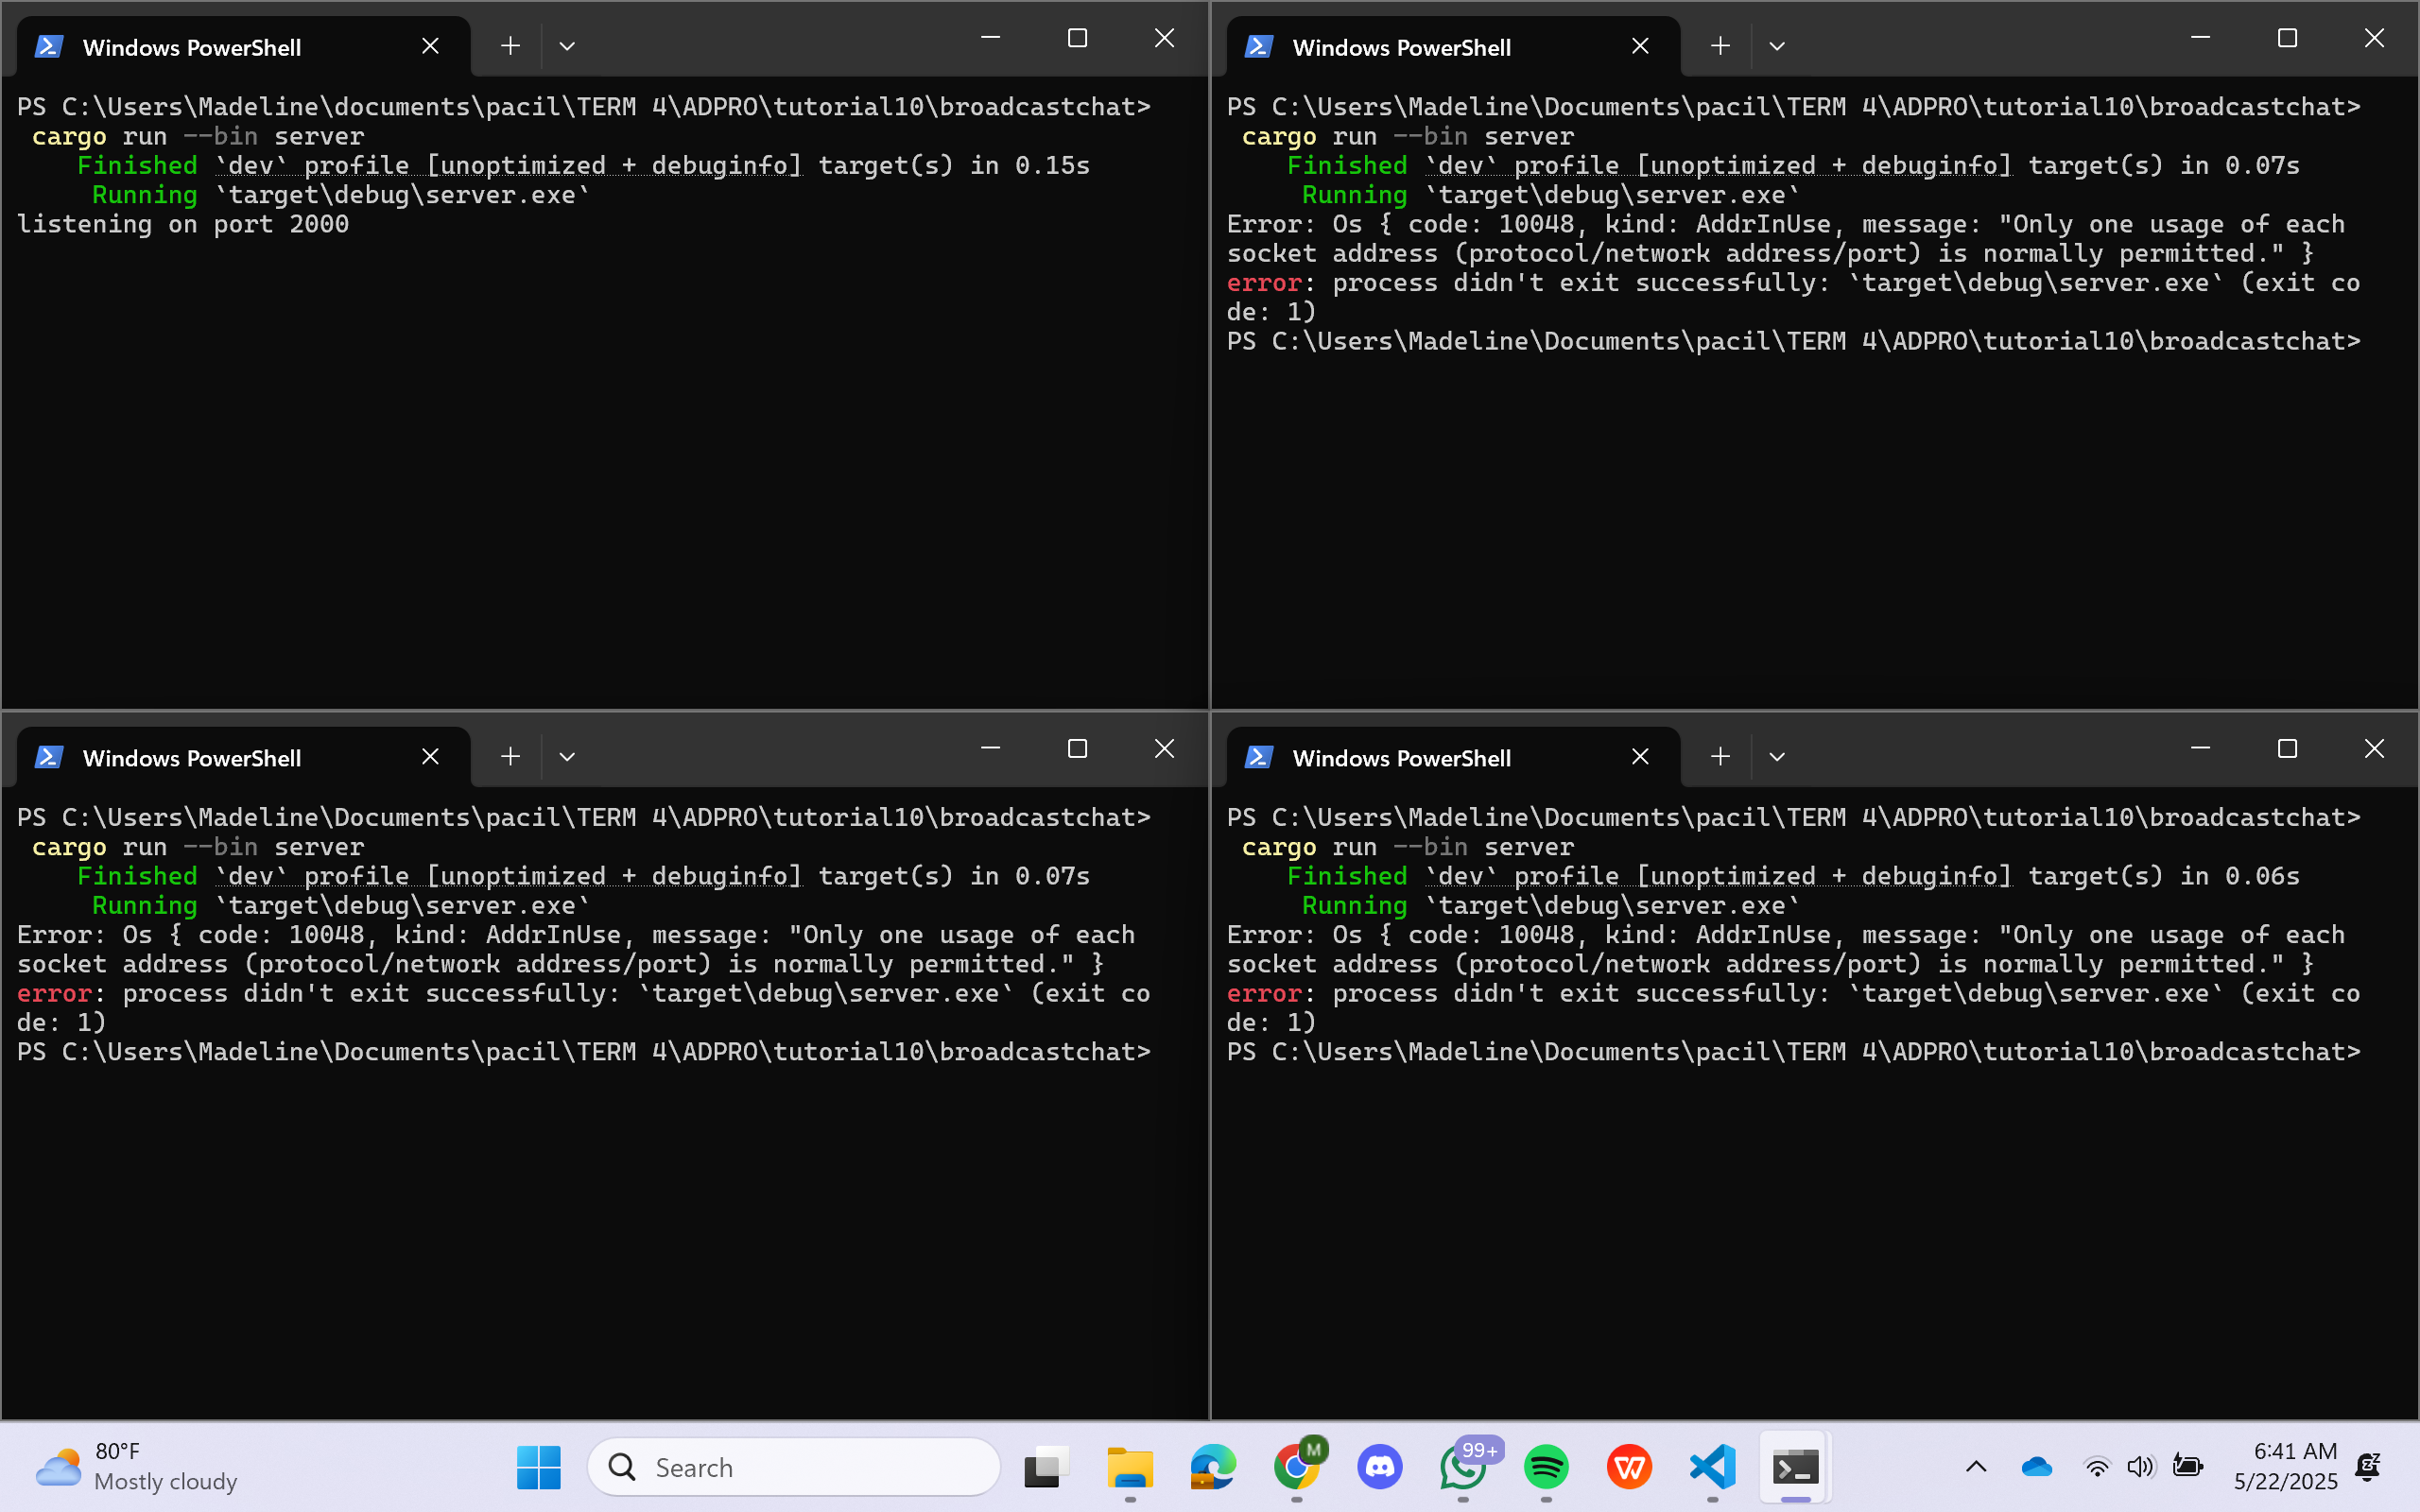 Windows PowerShell
PS C:\Users\Madeline\documents\pacil\TERM 4\ADPRO\tutorial10\broadcastchat>
cargo run --bin server
Finished `dev` profile [unoptimized + debuginfo] target(s) in 0.15s
Running `target\debug\server.exe`
listening on port 2000
Windows PowerShell
PS C:\Users\Madeline\Documents\pacil\TERM 4\ADPRO\tutorial10\broadcastchat>
cargo run --bin server
Finished `dev` profile [unoptimized + debuginfo] target(s) in 0.07s
Running `target\debug\server.exe`
Error: Os { code: 10048, kind: AddrInUse, message: "Only one usage of each
socket address (protocol/network address/port) is normally permitted." }
error: process didn't exit successfully: `target\debug\server.exe` (exit co
de: 1)
PS C:\Users\Madeline\Documents\pacil\TERM 4\ADPRO\tutorial10\broadcastchat>
Windows PowerShell
PS C:\Users\Madeline\Documents\pacil\TERM 4\ADPRO\tutorial10\broadcastchat>
cargo run --bin server
Finished `dev` profile [unoptimized + debuginfo] target(s) in 0.07s
Running `target\debug\server.exe`
Error: Os { code: 10048, kind: AddrInUse, message: "Only one usage of each
socket address (protocol/network address/port) is normally permitted." }
error: process didn't exit successfully: `target\debug\server.exe` (exit co
de: 1)
PS C:\Users\Madeline\Documents\pacil\TERM 4\ADPRO\tutorial10\broadcastchat>
Windows PowerShell
PS C:\Users\Madeline\Documents\pacil\TERM 4\ADPRO\tutorial10\broadcastchat>
cargo run --bin server
Finished `dev` profile [unoptimized + debuginfo] target(s) in 0.06s
Running `target\debug\server.exe`
Error: Os { code: 10048, kind: AddrInUse, message: "Only one usage of each
socket address (protocol/network address/port) is normally permitted." }
error: process didn't exit successfully: `target\debug\server.exe` (exit co
de: 1)
PS C:\Users\Madeline\Documents\pacil\TERM 4\ADPRO\tutorial10\broadcastchat>
80°F
Mostly cloudy
Search
M
99+
6:41 AM
5/22/2025